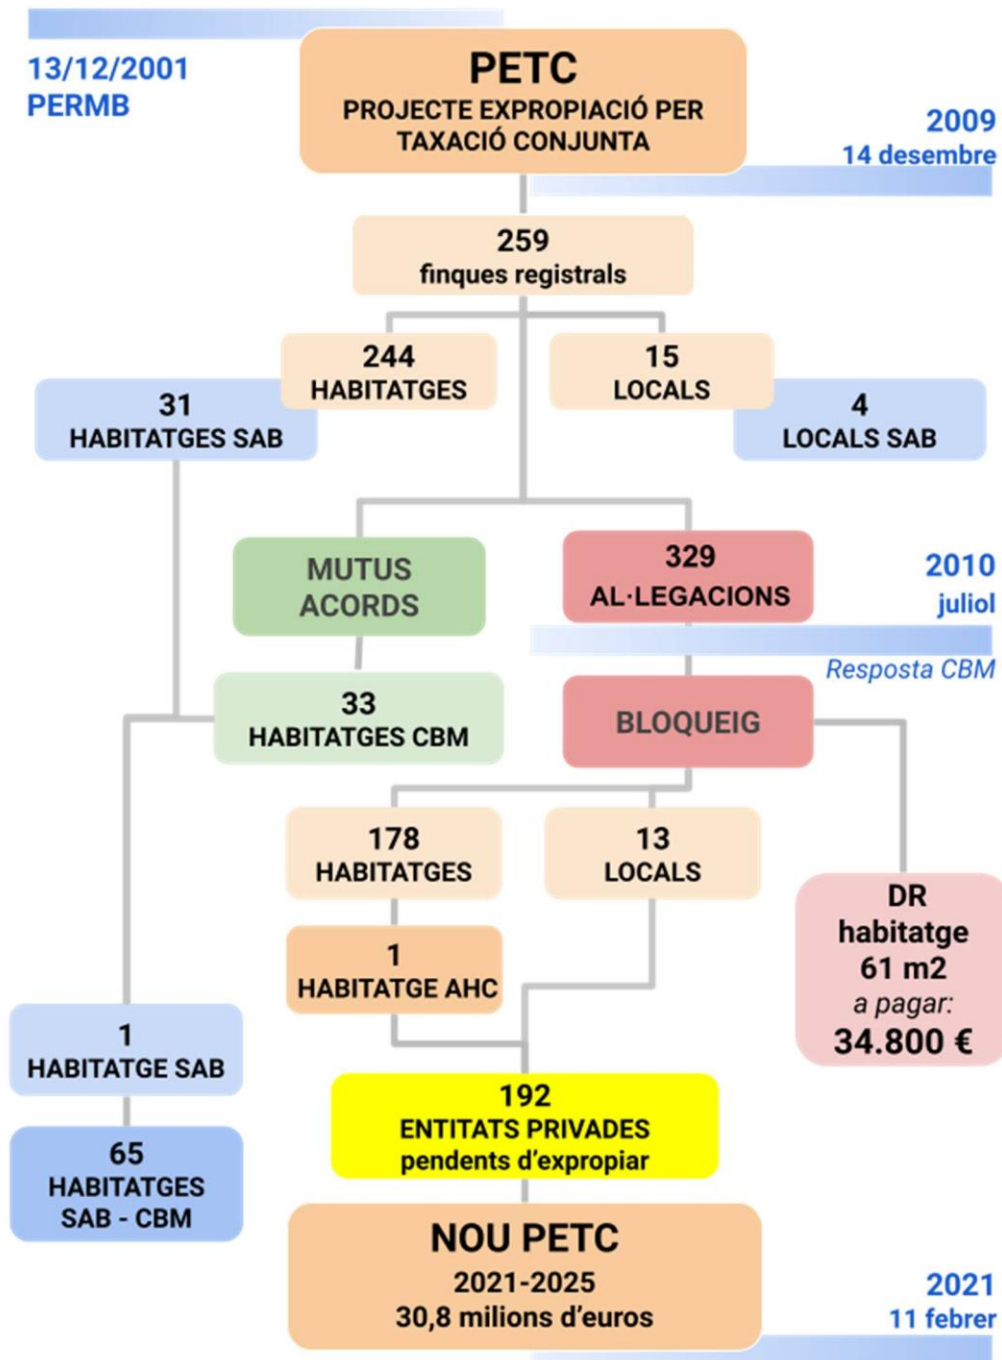 13/12/2001
PERMB
PETC
PROJECTE EXPROPIACIÓ PER
TAXACIÓ CONJUNTA
2009
14 desembre
259
finques registrals
244
HABITATGES
15
LOCALS
31
HABITATGES SAB
4
LOCALS SAB
MUTUS
ACORDS
329
AL·LEGACIONS
2010
juliol
Resposta CBM
33
HABITATGES CBM
BLOQUEIG
178
HABITATGES
13
LOCALS
DR
habitatge
61 m2
a pagar:
34.800 €
1
HABITATGE AHC
1
HABITATGE SAB
192
ENTITATS PRIVADES
pendents d'expropiar
65
HABITATGES
SAB - CBM
NOU PETC
2021-2025
30,8 milions d'euros
2021
11 febrer